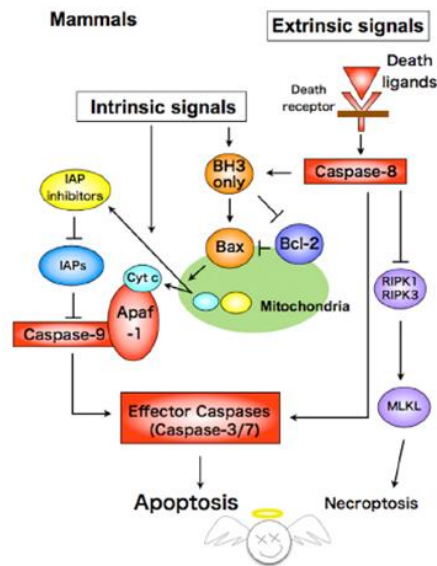 Mammals
Extrinsic signals
Death
ligands
Death
receptor
Intrinsic signals
BH3
only
Caspase-8
IAP
inhibitors
Bax
Bcl-2
IAPs
Cyt c
Mitochondria
RIPK1
RIPK3
Caspase-9
Apaf
-1
Effector Caspases
(Caspase-3/7)
MLKL
Apoptosis
Necroptosis